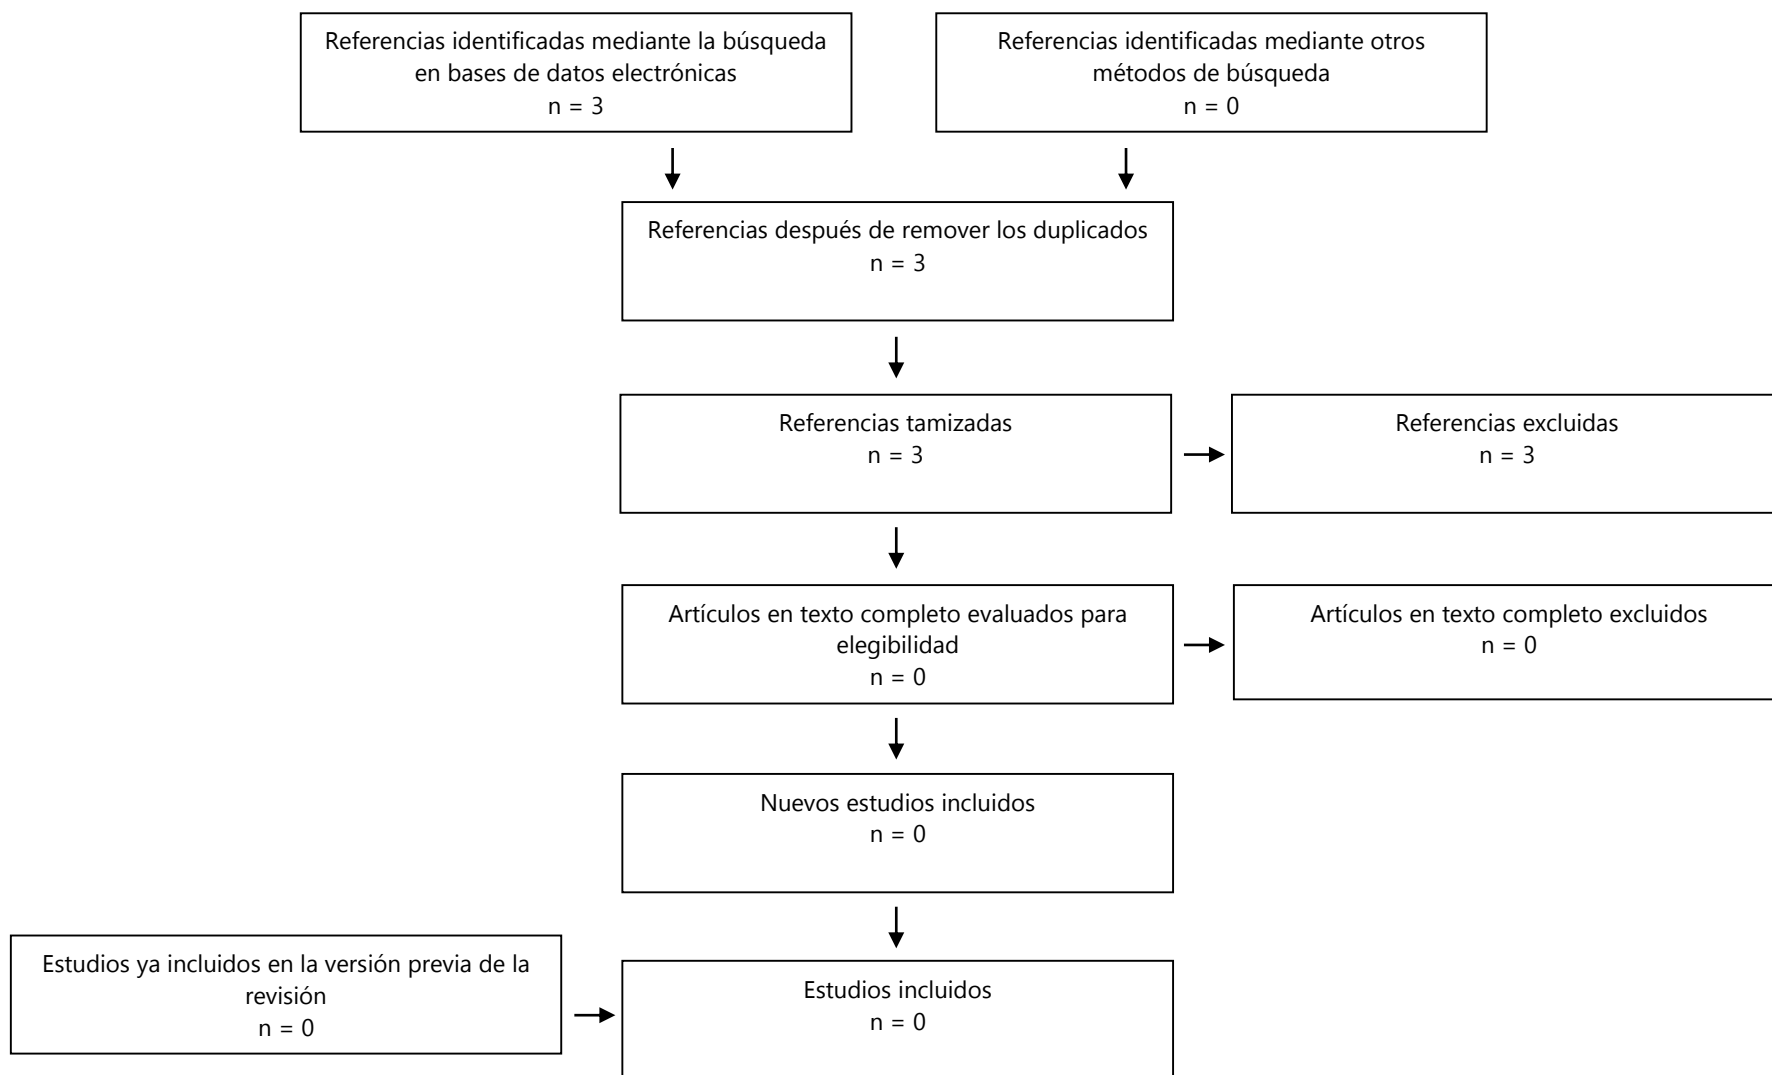 Referencias identificadas mediante la búsqueda
en bases de datos electrónicas
n = 3
Referencias identificadas mediante otros
métodos de búsqueda
n = 0
Referencias después de remover los duplicados
n = 3
Referencias tamizadas
n = 3
Referencias excluidas
n = 3
Artículos en texto completo evaluados para
elegibilidad
n = 0
Artículos en texto completo excluidos
n = 0
Nuevos estudios incluidos
n = 0
Estudios ya incluidos en la versión previa de la
revisión
n = 0
Estudios incluidos
n = 0